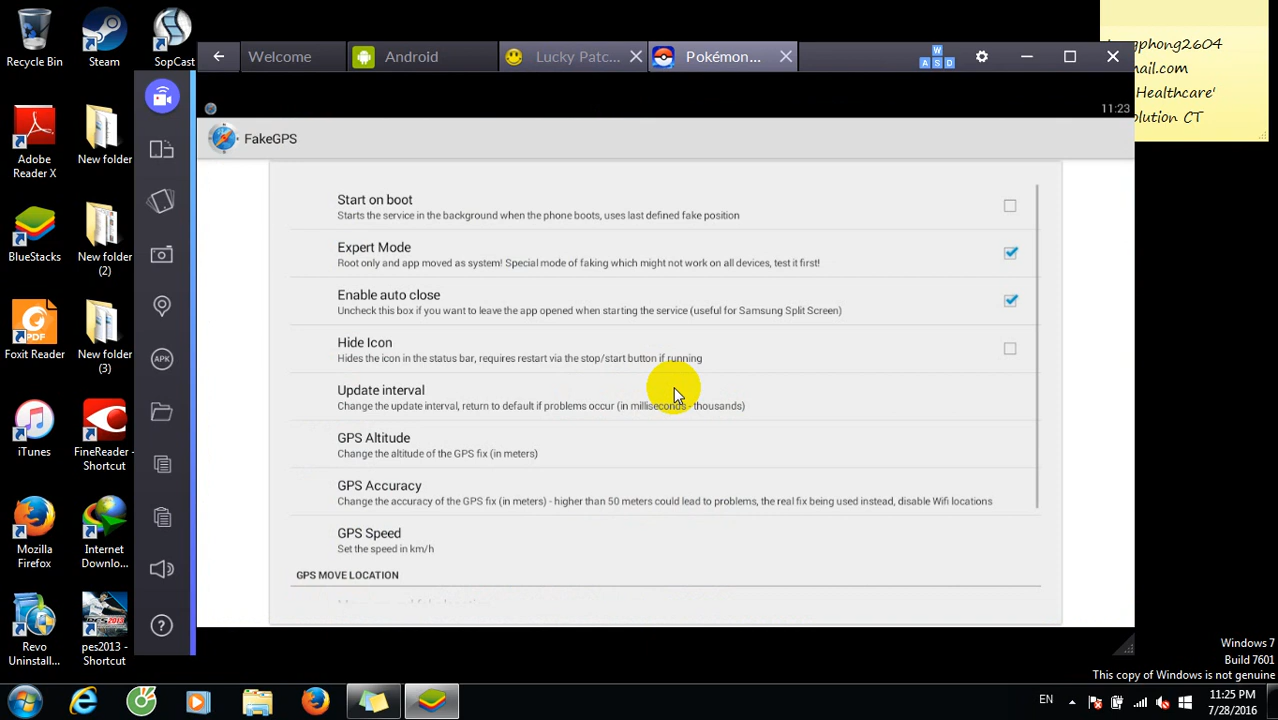 Recycle Bin
Steam
SopCast
Adobe
Reader X
New folder
BlueStacks
New folder
(2)
Foxit Reader
New folder
(3)
iTunes
FineReader -
Shortcut
Mozilla
Firefox
Internet
Downlo...
Revo
Uninstall...
pes2013 -
Shortcut
Welcome
Android
Lucky Patc...
Pokémon...
W
A S D
2604
mail.com
Healthcare'
olution CT
11:23
FakeGPS
Start on boot
Starts the service in the background when the phone boots, uses last defined fake position
Expert Mode
Root only and app moved as system! Special mode of faking which might not work on all devices, test it first!
Enable auto close
Uncheck this box if you want to leave the app opened when starting the service (useful for Samsung Split Screen)
Hide Icon
Hides the icon in the status bar, requires restart via the stop/start button if running
Update interval
Change the update interval, return to default if problems occur (in milliseconds - thousands)
GPS Altitude
Change the altitude of the GPS fix (in meters)
GPS Accuracy
Change the accuracy of the GPS fix (in meters) - higher than 50 meters could lead to problems, the real fix being used instead, disable Wifi locations
GPS Speed
Set the speed in km/h
GPS MOVE LOCATION
APK
Windows 7
Build 7601
This copy of Windows is not genuine
EN
11:25 PM
7/28/2016